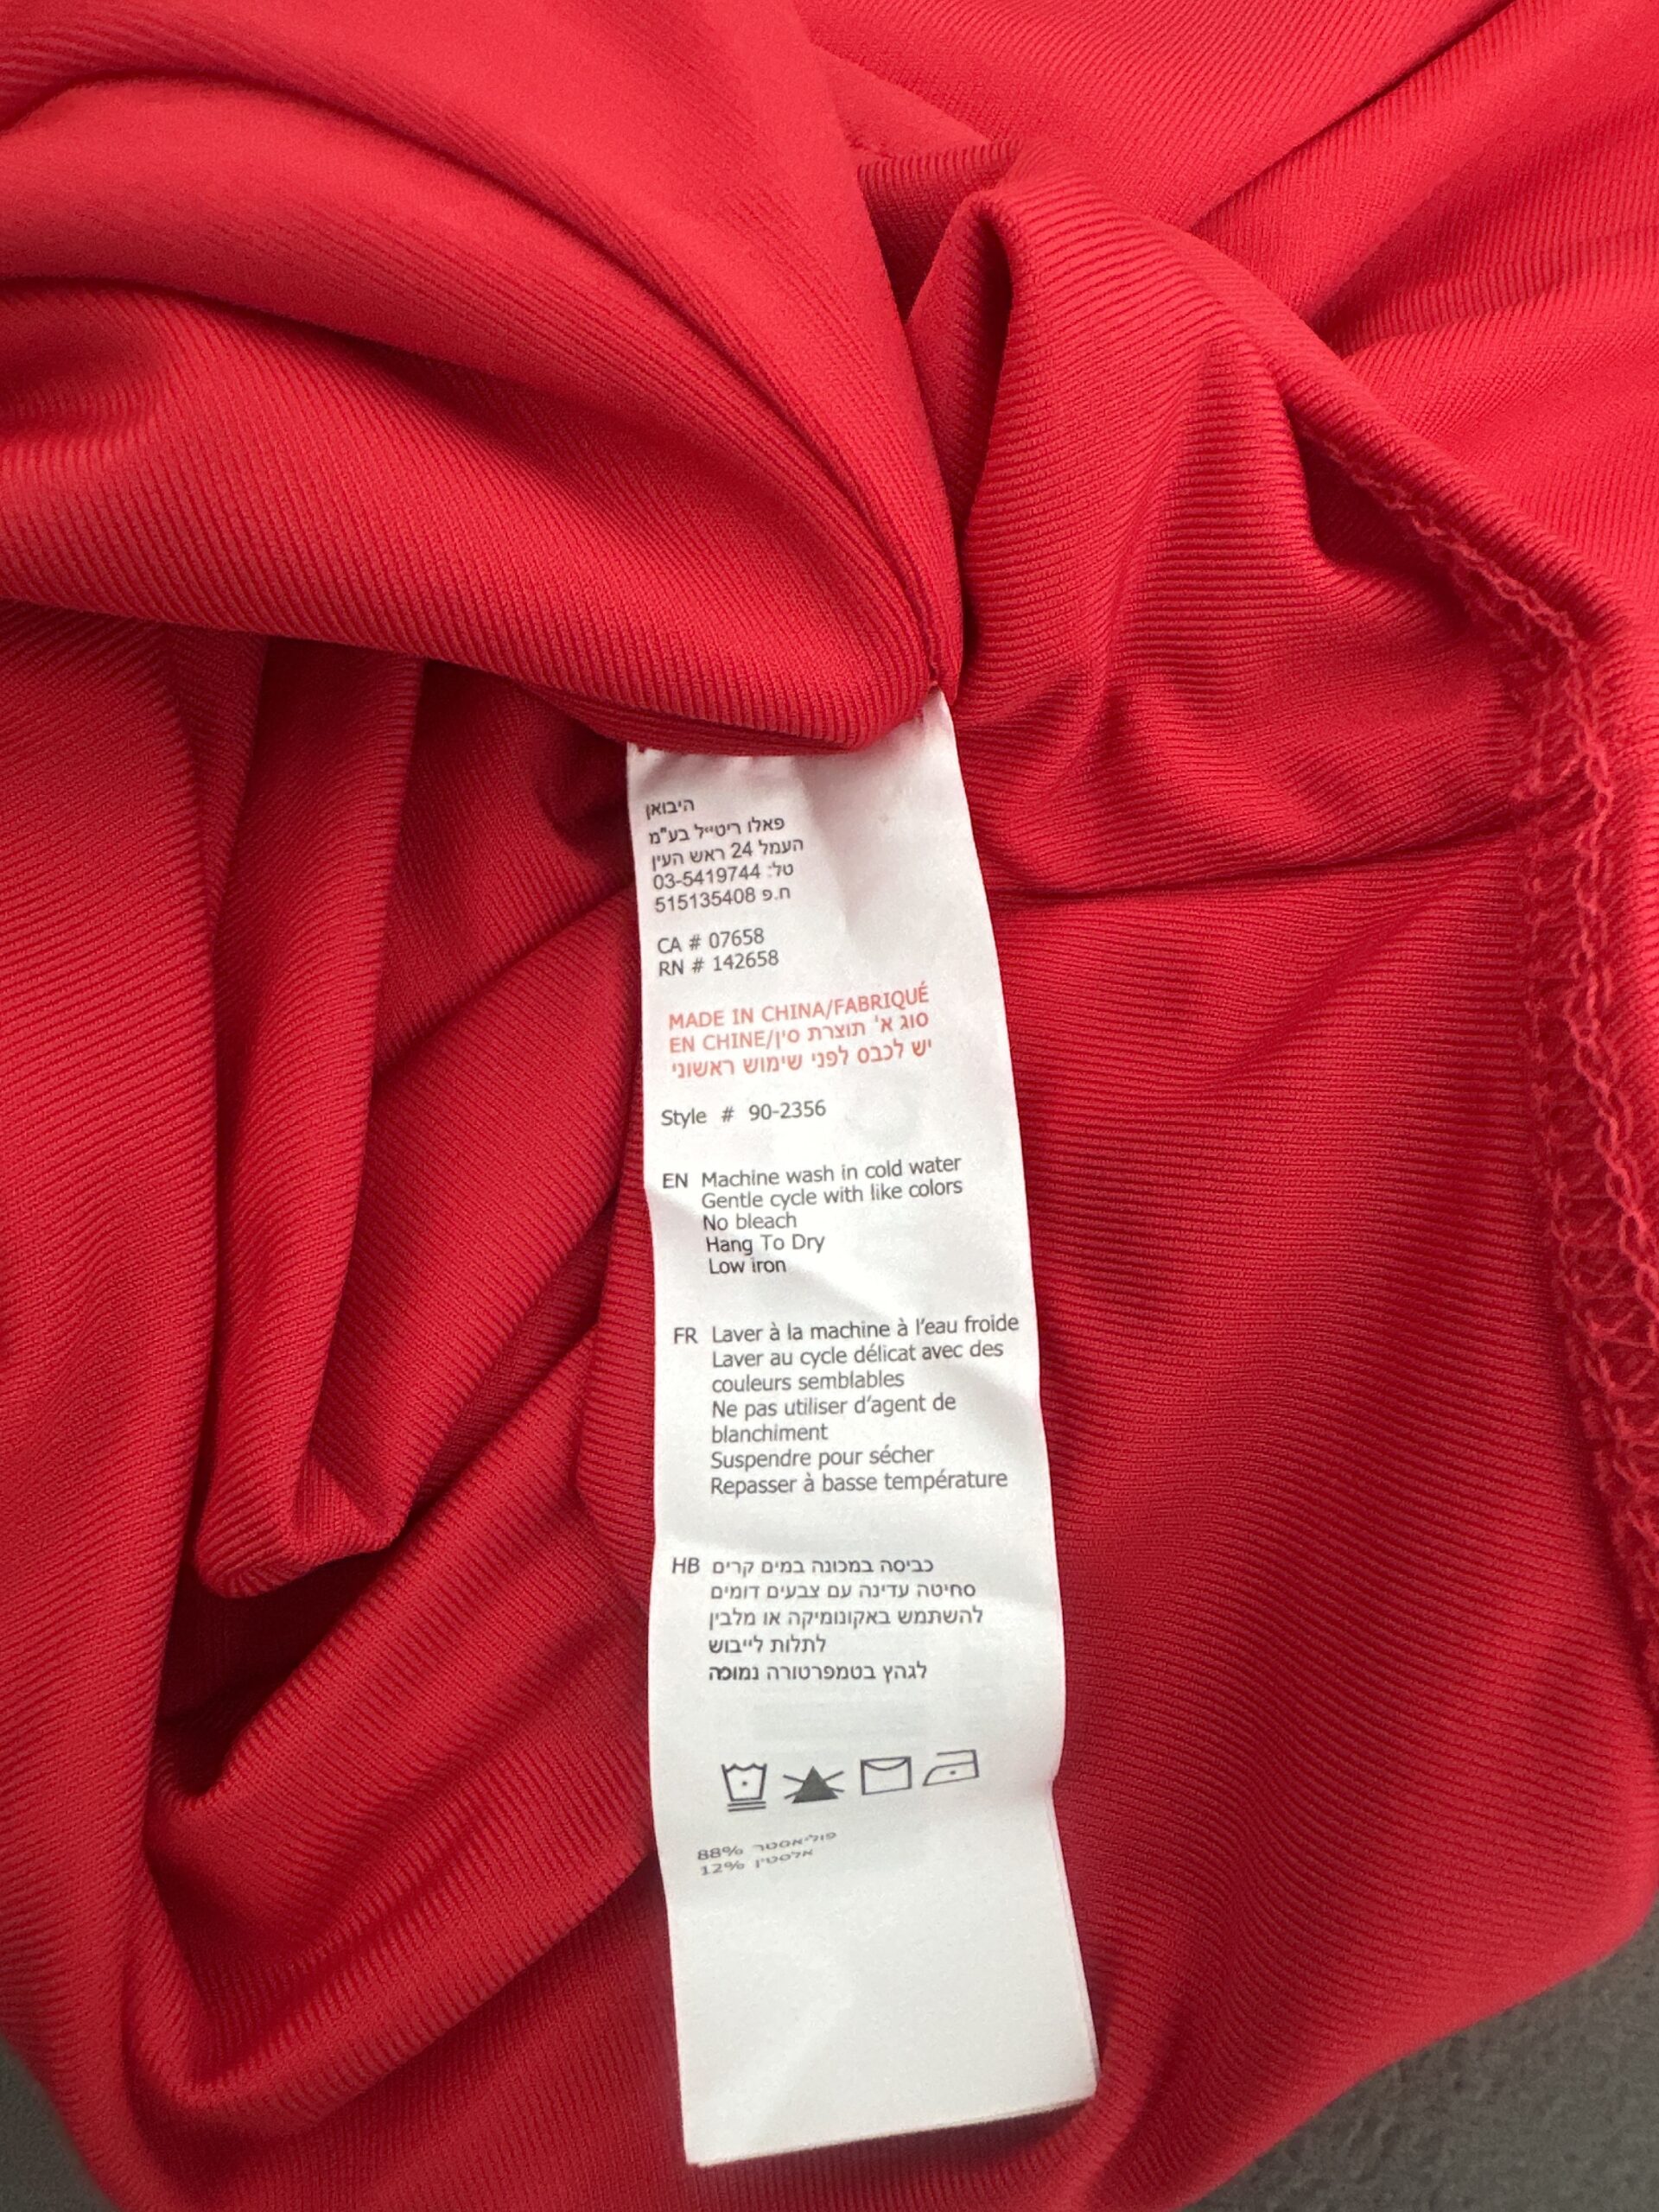 היבואן
פאלו ריטייל בע"מ
העמל 24 ראש העין
טל: 03-5419744
ח.פ 515135408
CA # 07658
RN # 142658
MADE IN CHINA/FABRIQUÉ
EN CHINE/סוג א' תוצרת סין
יש לכבס לפני שימוש ראשוני
Style # 90-2356
EN Machine wash in cold water
Gentle cycle with like colors
No bleach
Hang To Dry
Low iron
FR Laver à la machine à l'eau froide
Laver au cycle délicat avec des
couleurs semblables
Ne pas utiliser d'agent de
blanchiment
Suspendre pour sécher
Repasser à basse température
HB כביסה במכונה במים קרים
סחיטה עדינה עם צבעים דומים
להשתמש באקונומיקה או מלבין
לתלות לייבוש
לגהץ בטמפרטורה נמוכה
88% פוליאסטר
12% אלסטין